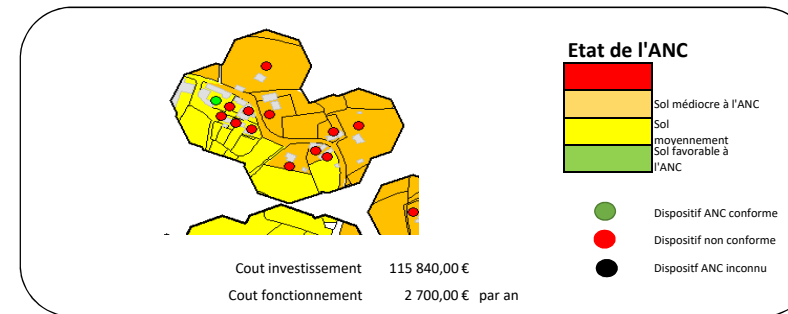 Etat de l'ANC
Sol médiocre à l'ANC
Sol
moyennement
Sol favorable à
l'ANC
Dispositif ANC conforme
Dispositif non conforme
Dispositf ANC inconnu
Cout investissement 115 840,00 €
Cout fonctionnement 2 700,00 € par an